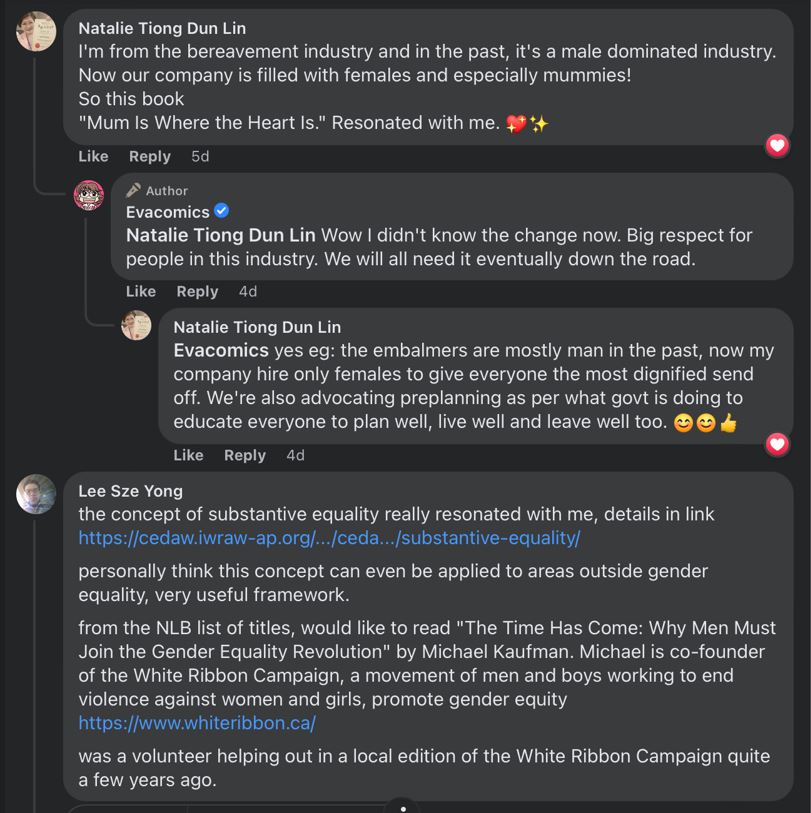 Natalie Tiong Dun Lin
I'm from the bereavement industry and in the past, it's a male dominated industry.
Now our company is filled with females and especially mummies!
So this book
"Mum Is Where the Heart Is." Resonated with me. 💖✨
Like Reply 5d
Author
Evacomics
Natalie Tiong Dun Lin Wow I didn't know the change now. Big respect for
people in this industry. We will all need it eventually down the road.
Like Reply 4d
Natalie Tiong Dun Lin
Evacomics yes eg: the embalmers are mostly man in the past, now my
company hire only females to give everyone the most dignified send
off. We're also advocating preplanning as per what govt is doing to
educate everyone to plan well, live well and leave well too. 😊😊👍
Like Reply 4d
Lee Sze Yong
the concept of substantive equality really resonated with me, details in link
https://cedaw.iwraw-ap.org/.../ceda.../substantive-equality/
personally think this concept can even be applied to areas outside gender
equality, very useful framework.
from the NLB list of titles, would like to read "The Time Has Come: Why Men Must
Join the Gender Equality Revolution" by Michael Kaufman. Michael is co-founder
of the White Ribbon Campaign, a movement of men and boys working to end
violence against women and girls, promote gender equity
https://www.whiteribbon.ca/
was a volunteer helping out in a local edition of the White Ribbon Campaign quite
a few years ago.